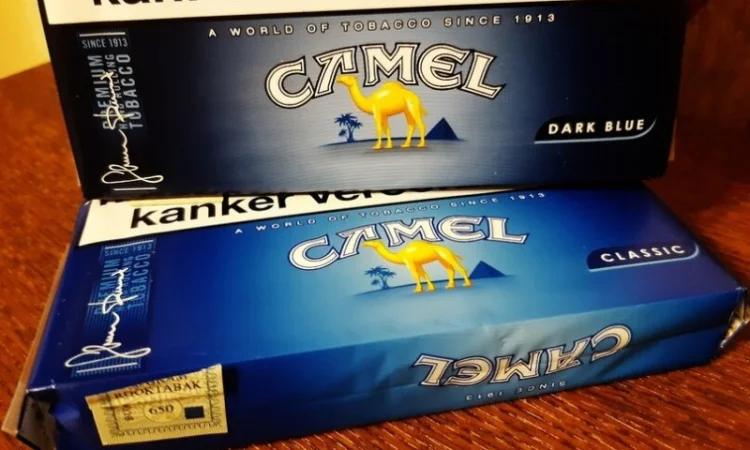 kanker
A WORLD OF TOBACCO SINCE 1913
SINCE 1913
PREMIUM
TOBACCO
CAMEL
DARK BLUE
kanker
A WORLD OF TOBACCO SINCE 1913
SINCE 1913
PREMIUM
TOBACCO
CAMEL
CLASSIC
CAMEL
SINCE 1913
ROOKTABAK
650